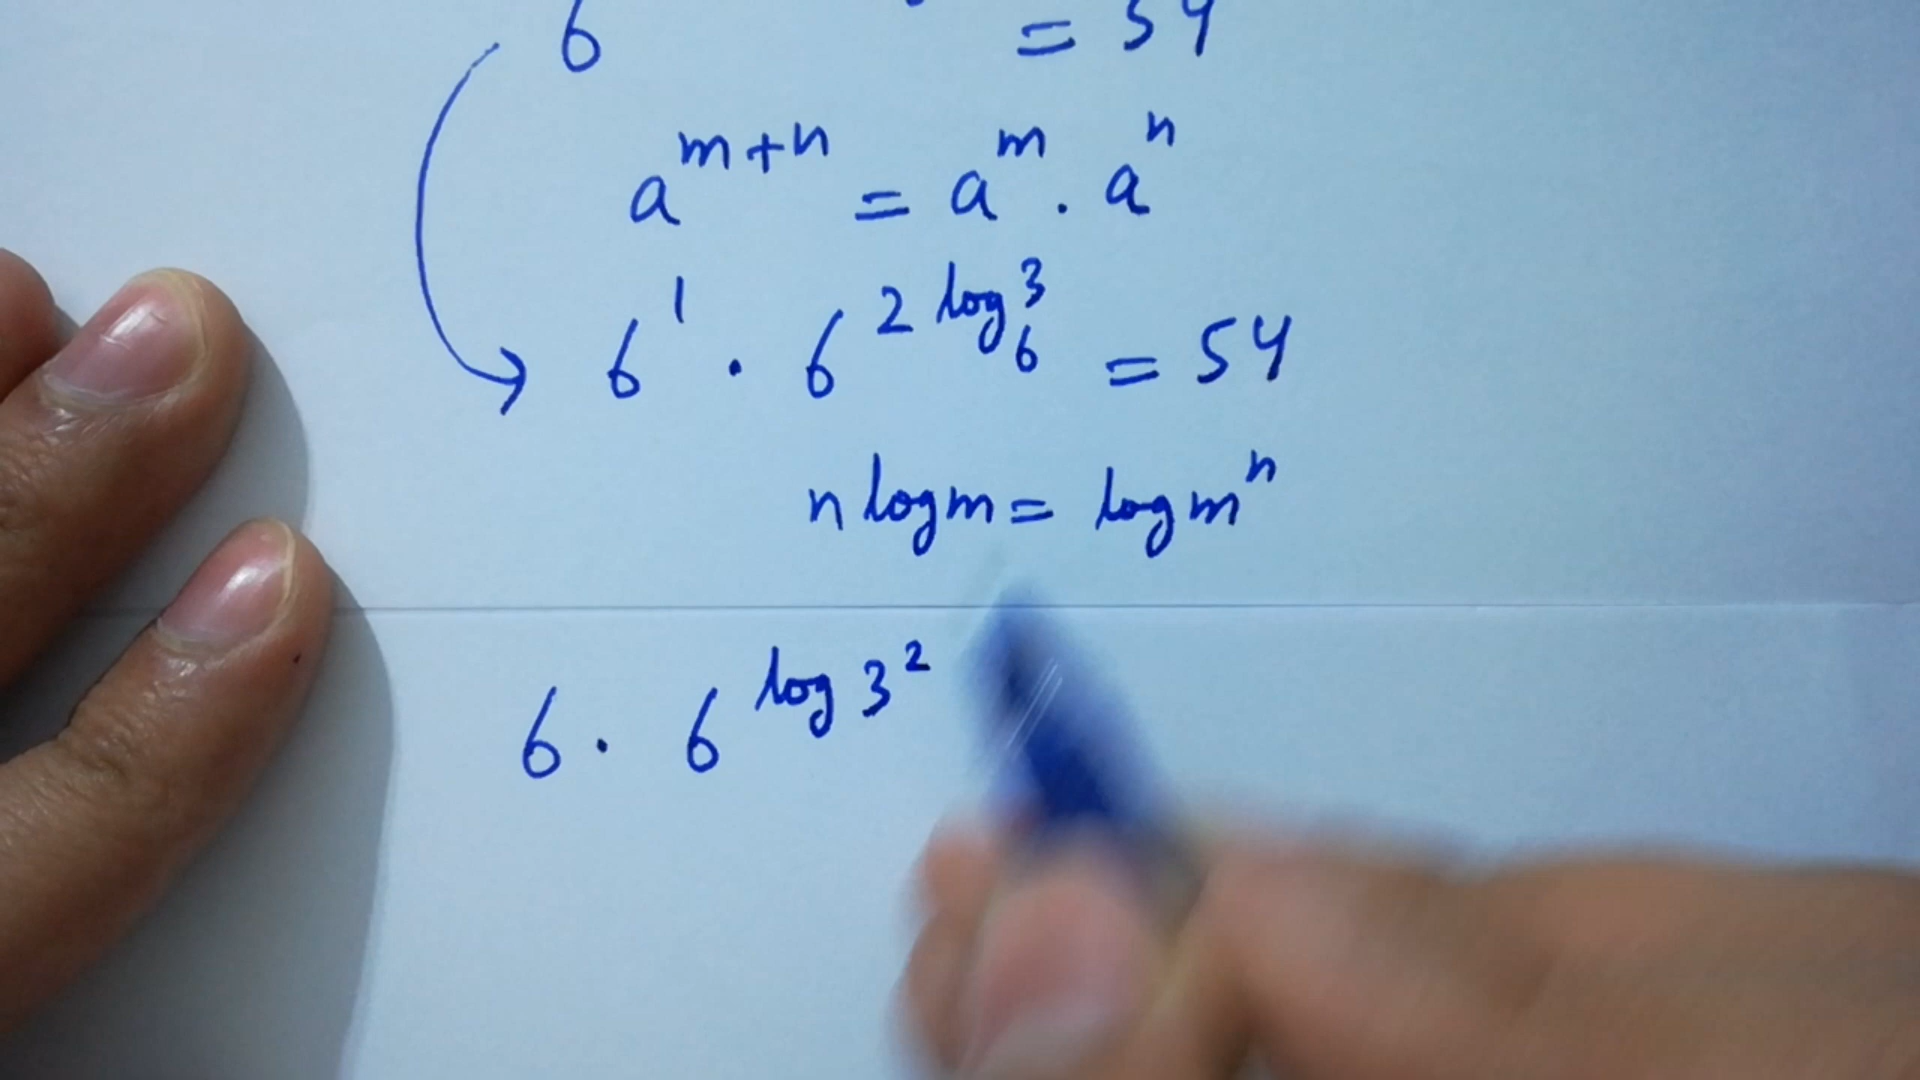 6 = 54
a^{m+n} = a^m . a^n
6^1 . 6^{2 log_6 3} = 54
n log m = log m^n
6 . 6^{log 3^2}